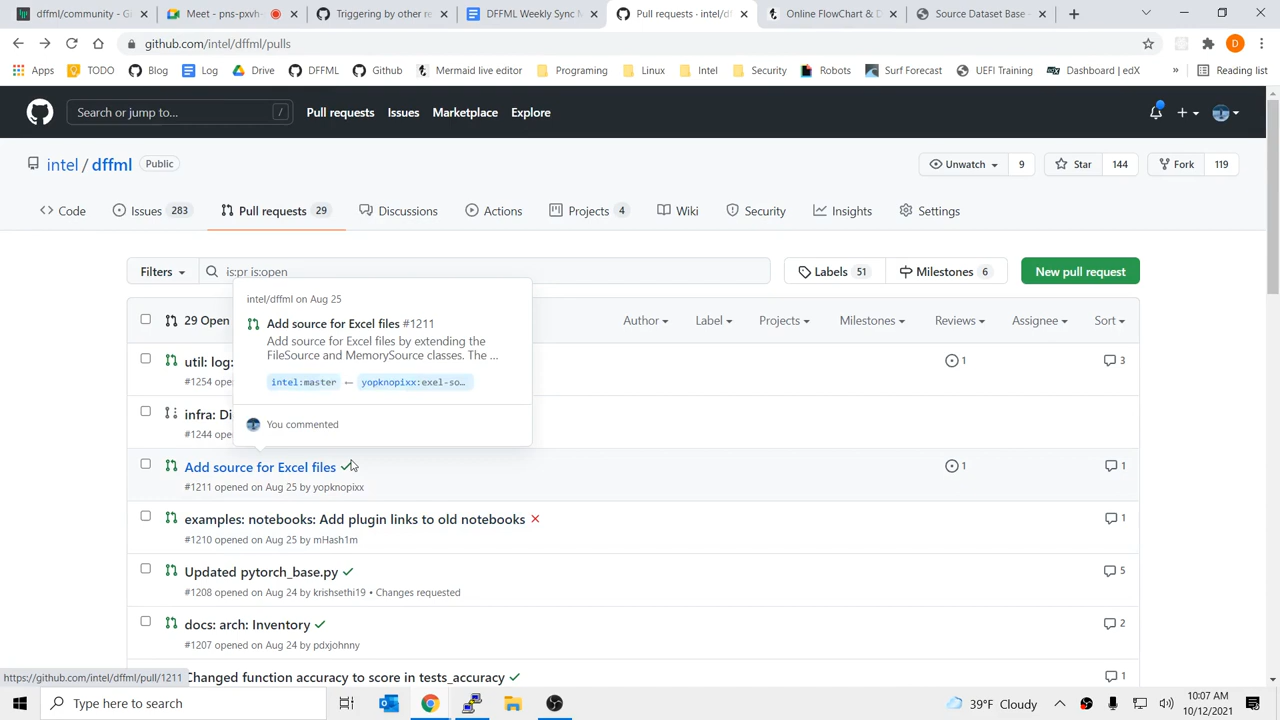 dffml/community - G
Meet - pns-pxvh-
Triggering by other re
DFFML Weekly Sync M
Pull requests · intel/d
Online FlowChart & D
Source Dataset Base -
github.com/intel/dffml/pulls
Apps
TODO
Blog
Log
Drive
DFFML
Github
Mermaid live editor
Programing
Linux
Intel
Security
Robots
Surf Forecast
UEFI Training
Dashboard | edX
»
Reading list
Search or jump to...
/
Pull requests
Issues
Marketplace
Explore
intel / dffml
Public
Unwatch
9
Star
144
Fork
119
Code
Issues 283
Pull requests 29
Discussions
Actions
Projects 4
Wiki
Security
Insights
Settings
Filters
is:pr is:open
Labels 51
Milestones 6
New pull request
29 Open
Author
Label
Projects
Milestones
Reviews
Assignee
Sort
intel/dffml on Aug 25
Add source for Excel files #1211
Add source for Excel files by extending the
FileSource and MemorySource classes. The ...
intel:master ← yopknopixx:exel-so...
You commented
util: log:
1
3
#1254 opene
infra: Di
#1244 opene
Add source for Excel files
1
1
#1211 opened on Aug 25 by yopknopixx
examples: notebooks: Add plugin links to old notebooks
1
#1210 opened on Aug 25 by mHash1m
Updated pytorch_base.py
5
#1208 opened on Aug 24 by krishsethi19 • Changes requested
docs: arch: Inventory
2
#1207 opened on Aug 24 by pdxjohnny
Changed function accuracy to score in tests_accuracy
1
https://github.com/intel/dffml/pull/1211
Type here to search
39°F Cloudy
10:07 AM
10/12/2021